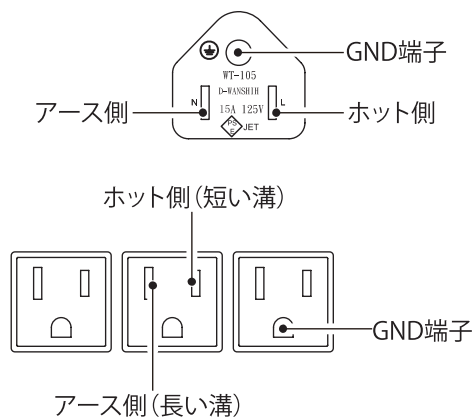 GND端子
WT-105
D-WANSHIH
アース側
N
15A 125V
L
ホット側
PS
E
JET
ホット側（短い溝）
GND端子
アース側（長い溝）